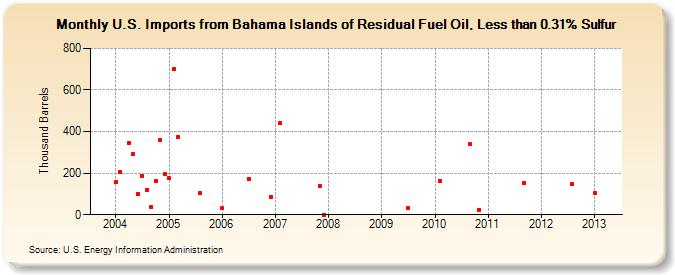 Monthly U.S. Imports from Bahama Islands of Residual Fuel Oil, Less than 0.31% Sulfur
Thousand Barrels
800
600
400
200
0
2004 2005 2006 2007 2008 2009 2010 2011 2012 2013
Source: U.S. Energy Information Administration